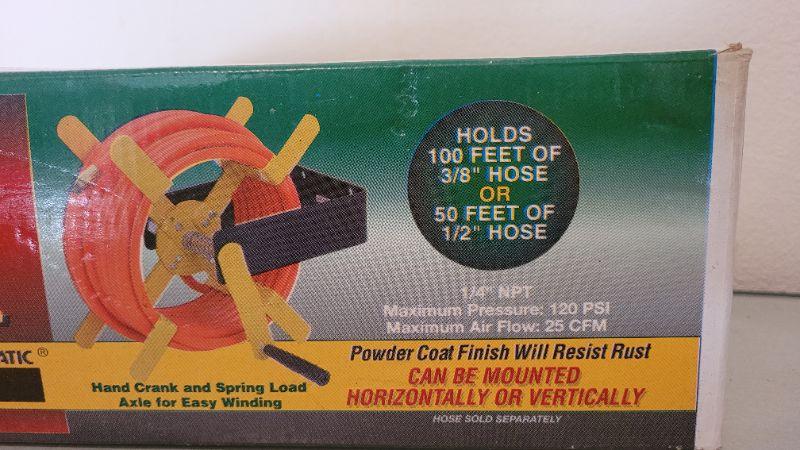 HOLDS
100 FEET OF
3/8" HOSE
OR
50 FEET OF
1/2" HOSE
1/4" NPT
Maximum Pressure: 120 PSI
Maximum Air Flow: 25 CFM
ATIC®
Hand Crank and Spring Load
Axle for Easy Winding
Powder Coat Finish Will Resist Rust
CAN BE MOUNTED
HORIZONTALLY OR VERTICALLY
HOSE SOLD SEPARATELY